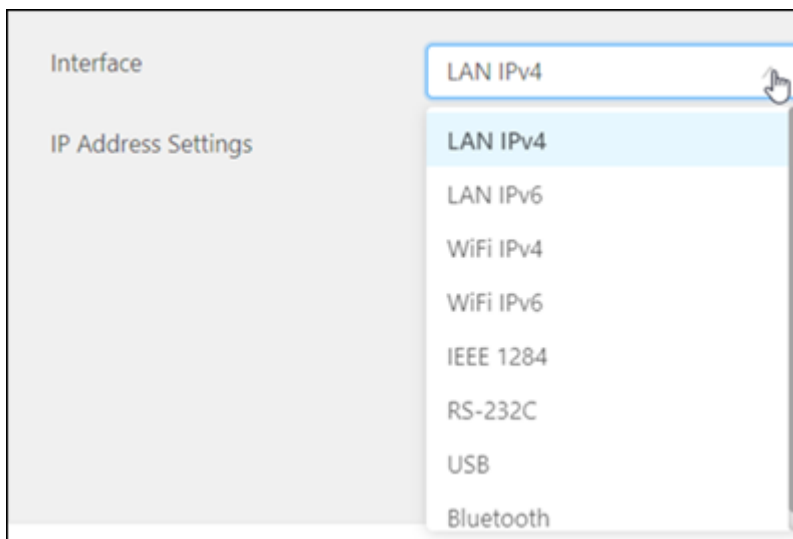 Interface
LAN IPv4
IP Address Settings
LAN IPv4
LAN IPv6
WiFi IPv4
WiFi IPv6
IEEE 1284
RS-232C
USB
Bluetooth